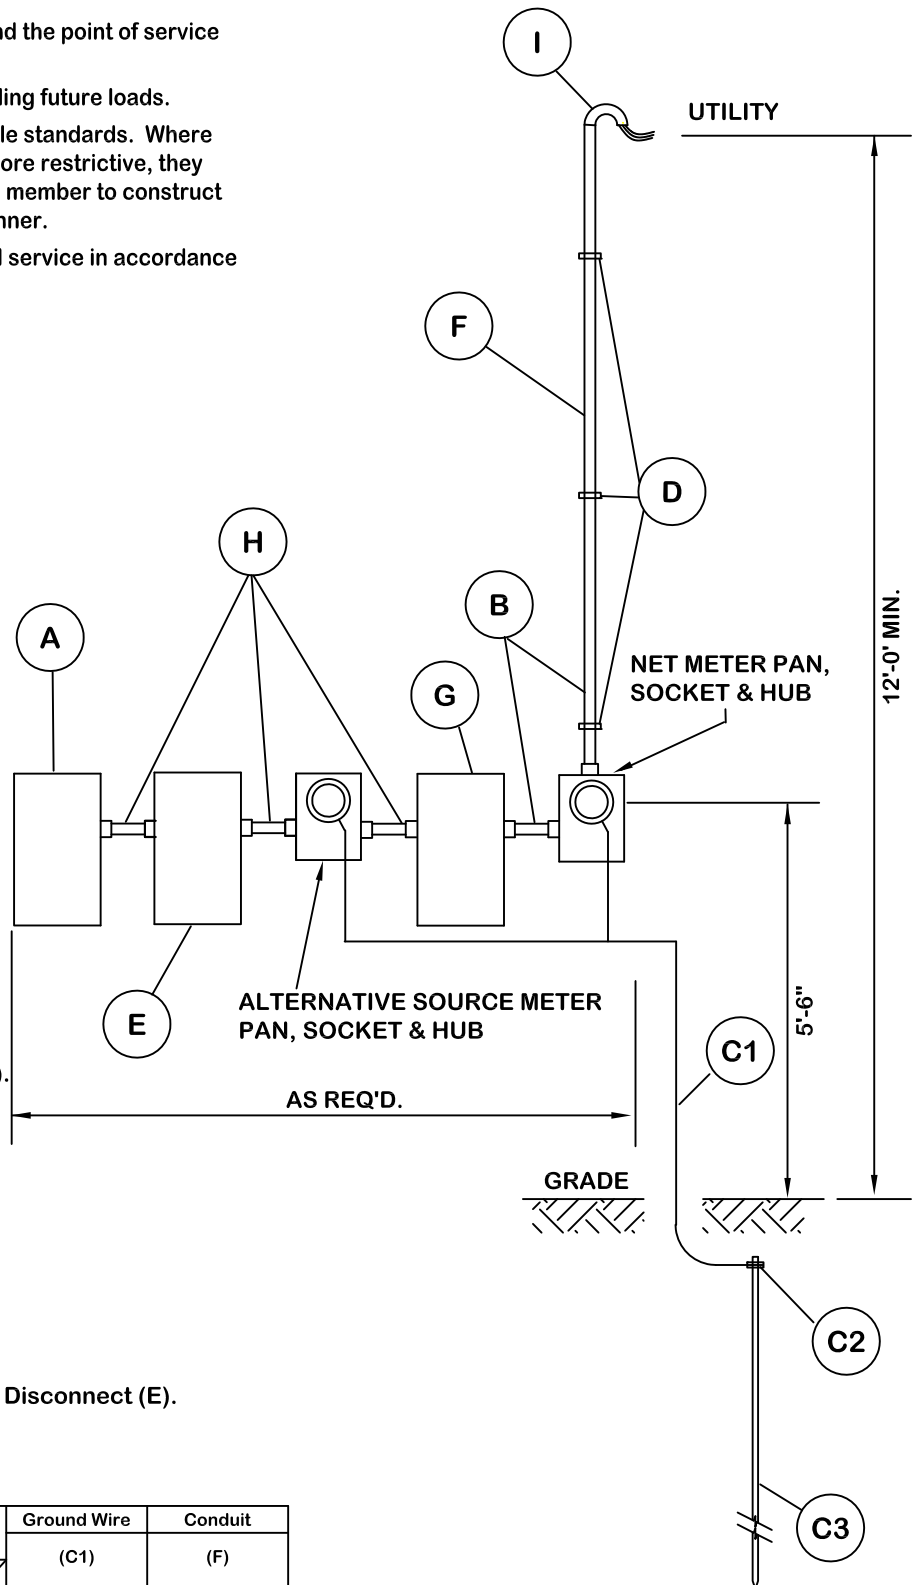 nd the point of service
ding future loads.
le standards. Where
ore restrictive, they
member to construct
nner.
d service in accordance
I
UTILITY
F
D
H
B
A
G
NET METER PAN,
SOCKET & HUB
12'-0' MIN.
E
ALTERNATIVE SOURCE METER
PAN, SOCKET & HUB
5'-6"
C1
).
AS REQ'D.
GRADE
C2
Disconnect (E).
Ground Wire
Conduit
(C1)
(F)
C3